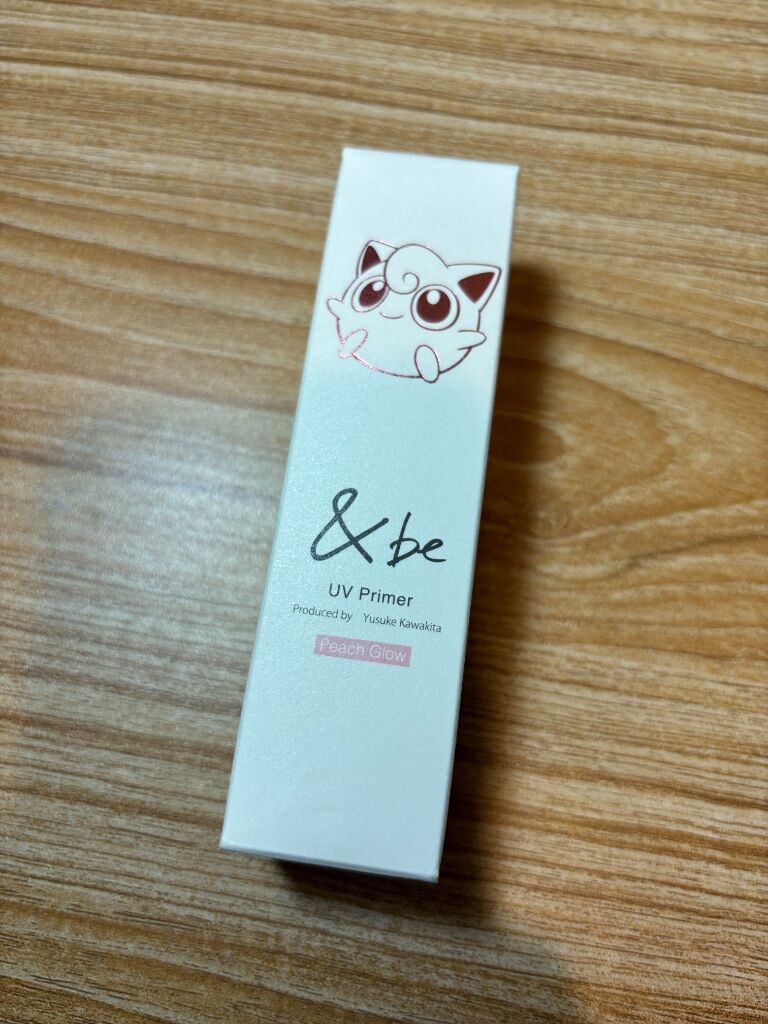 &be
UV Primer
Produced by Yusuke Kawakita
Peach Glow